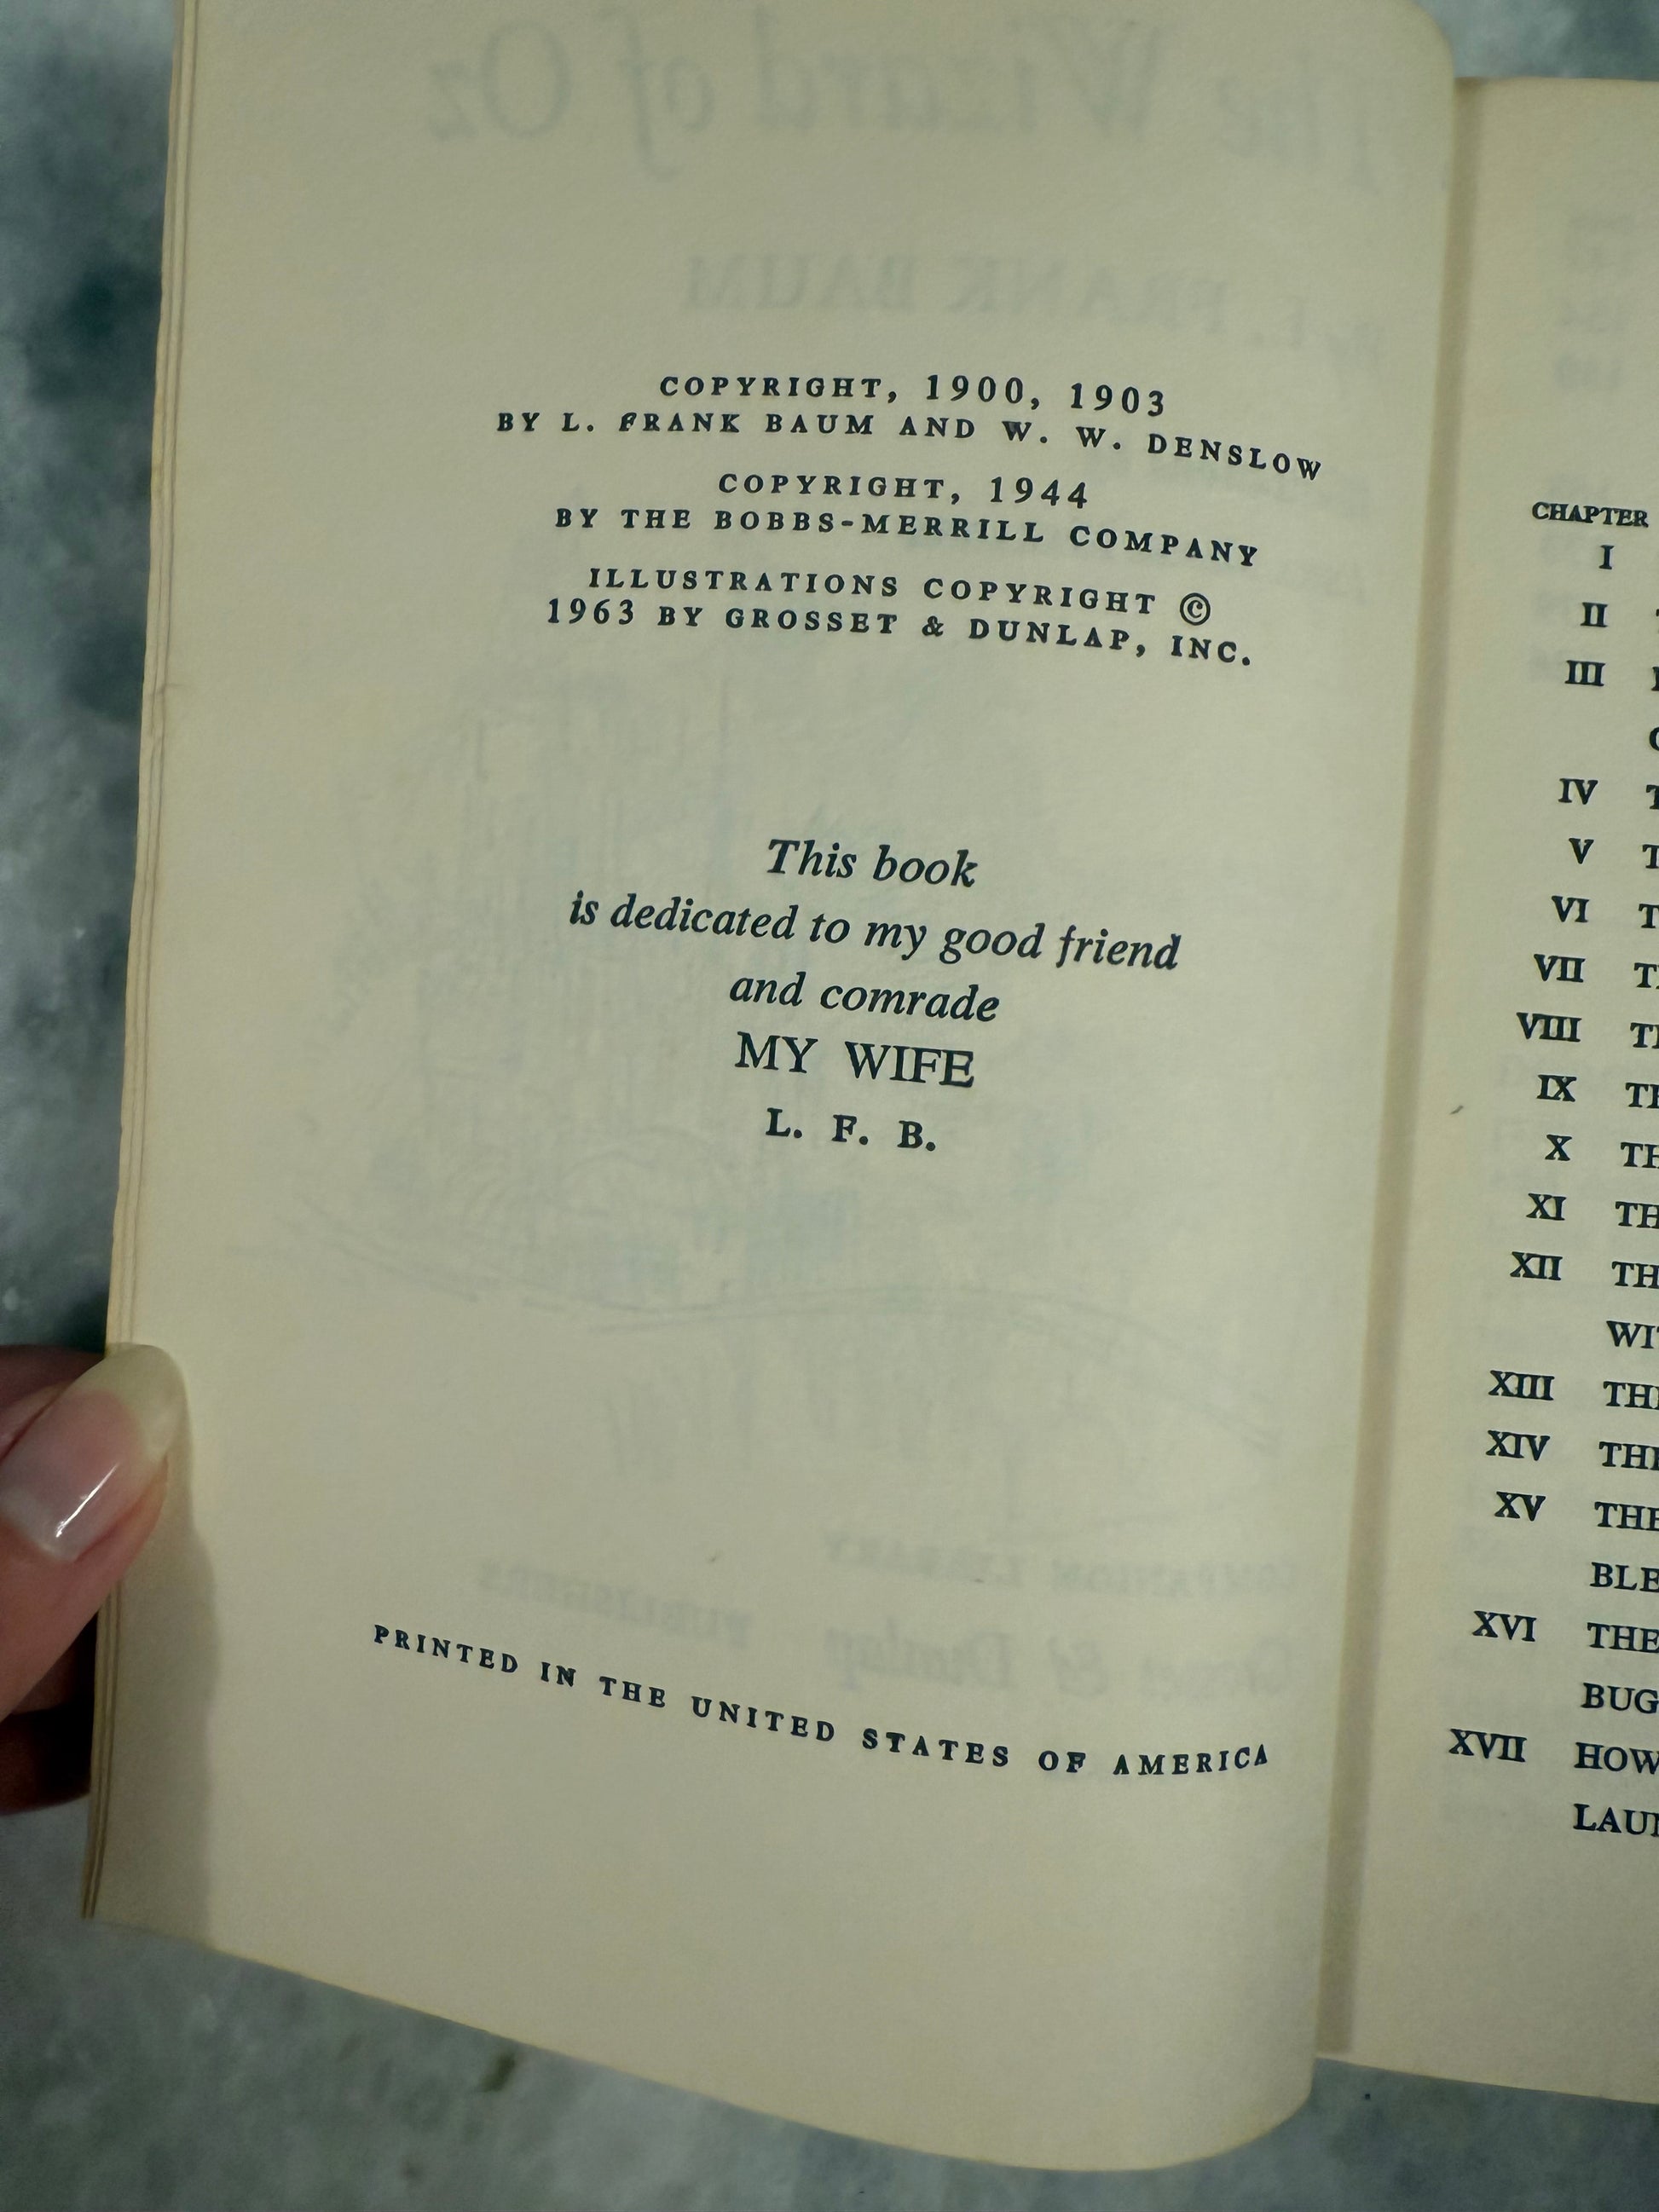 COPYRIGHT, 1900, 1903
BY L. FRANK BAUM AND W. W. DENSLOW
COPYRIGHT, 1944
BY THE BOBBS-MERRILL COMPANY
ILLUSTRATIONS COPYRIGHT ©
1963 BY GROSSET & DUNLAP, INC.
This book
is dedicated to my good friend
and comrade
MY WIFE
L. F. B.
PRINTED IN THE UNITED STATES OF AMERICA
CHAPTER
I
II
III
IV
V
VI
VII
VIII
IX
X
XI
XII
XIII
XIV
XV
XVI THE
XVII HOW